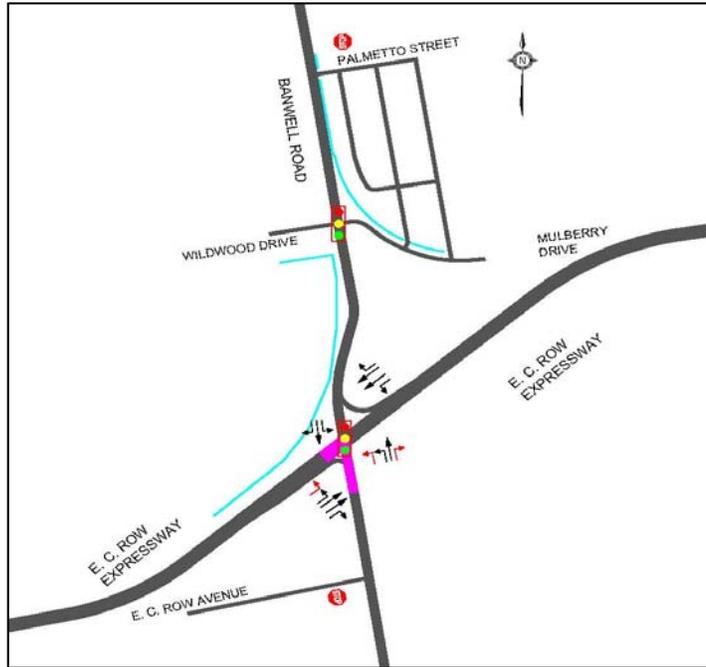 PALMETTO STREET
N
BANWELL ROAD
WILDWOOD DRIVE
MULBERRY
DRIVE
E. C. ROW
EXPRESSWAY
E. C. ROW
EXPRESSWAY
E. C. ROW AVENUE